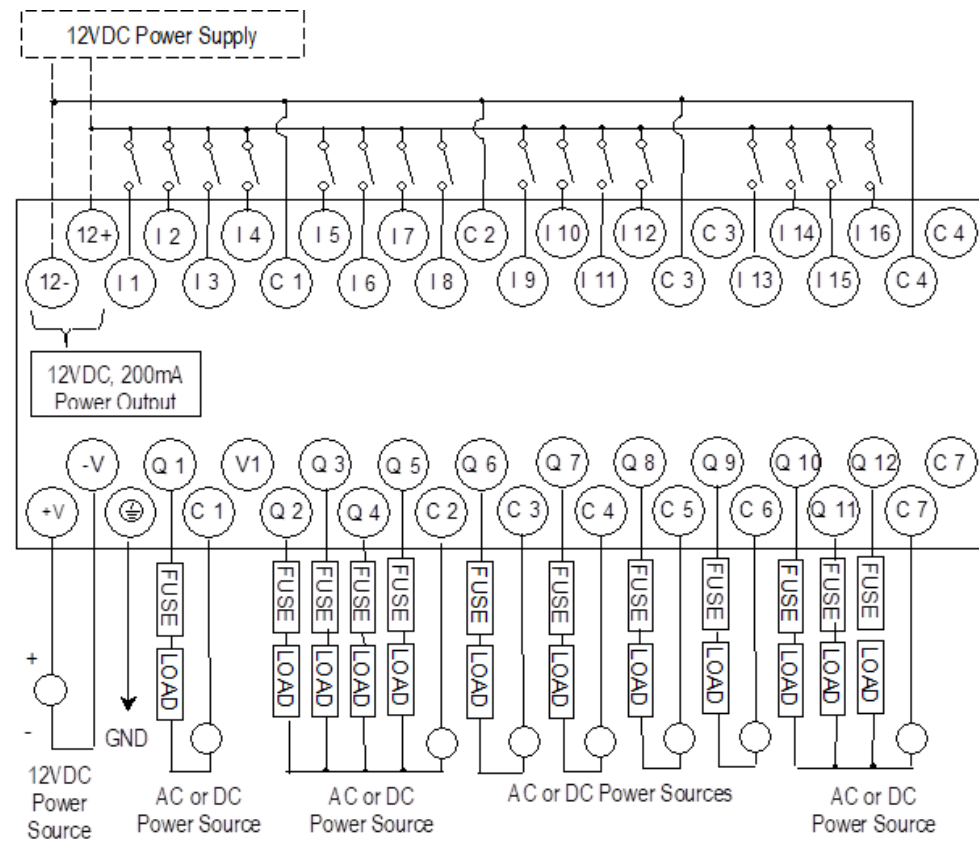 12VDC Power Supply
12+ I 2 I 4 I 5 I 7 C 2 I 10 I 12 C 3 I 14 I 16 C 4
12- I 1 I 3 C 1 I 6 I 8 I 9 I 11 C 3 I 13 I 15 C 4
12VDC, 200mA
Power Output
-V Q 1 V1 Q 3 Q 5 Q 6 Q 7 Q 8 Q 9 Q 10 Q 12 C 7
+V C 1 Q 2 Q 4 C 2 C 3 C 4 C 5 C 6 Q 11 C 7
FUSE FUSE FUSE FUSE FUSE FUSE FUSE FUSE FUSE FUSE FUSE FUSE
LOAD LOAD LOAD LOAD LOAD LOAD LOAD LOAD LOAD LOAD LOAD LOAD
+
-
GND
12VDC
Power
Source
AC or DC
Power Source
AC or DC
Power Source
AC or DC Power Sources
AC or DC
Power Source